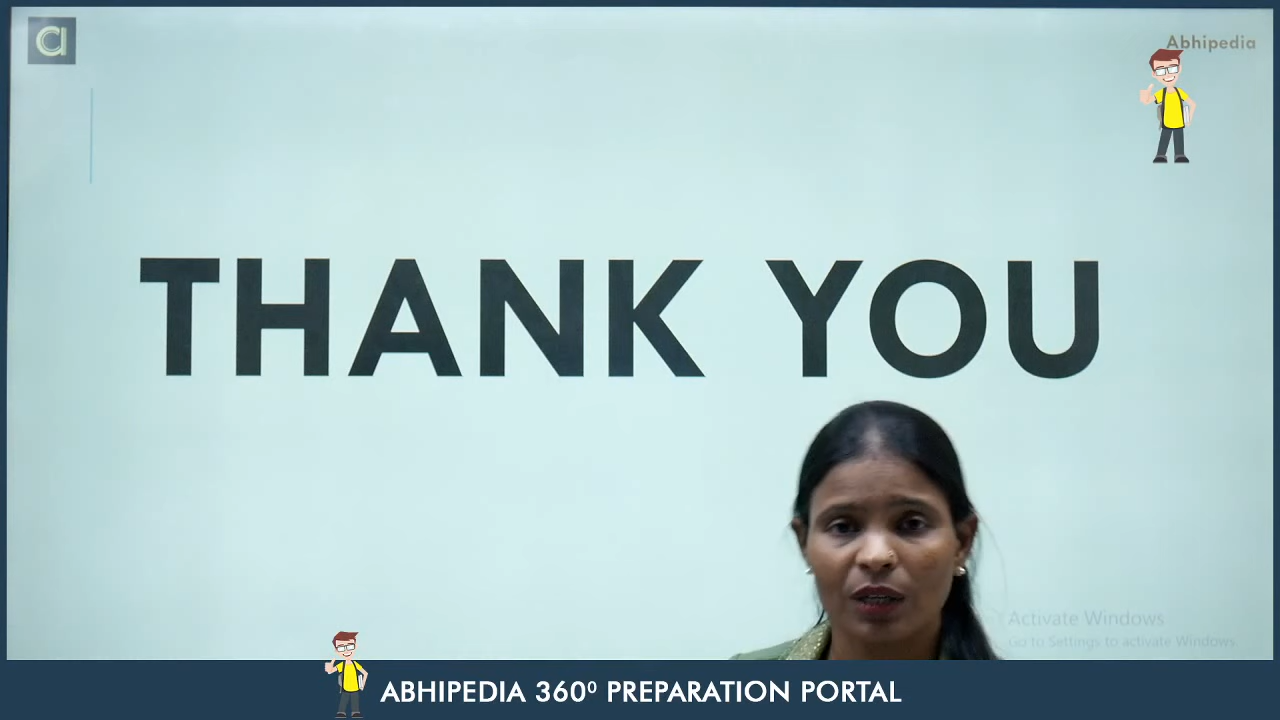 Abhipedia
THANK YOU
Activate Windows
Go to Settings to activate Windows.
ABHIPEDIA 360⁰ PREPARATION PORTAL